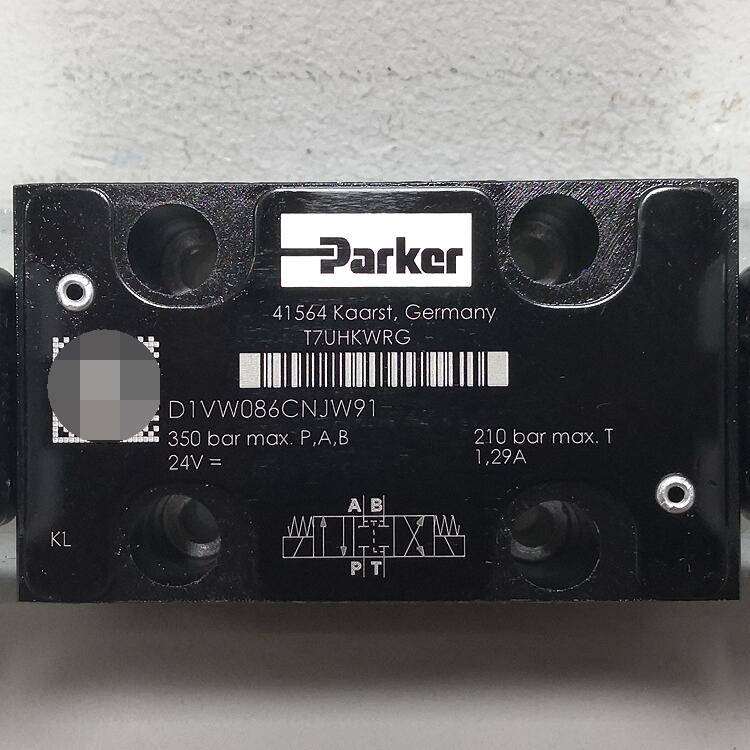 Parker
41564 Kaarst, Germany
T7UHKWRG
D1VW086CNJW91
350 bar max. P,A,B
210 bar max. T
24V =
1,29A
KL
A B
P T